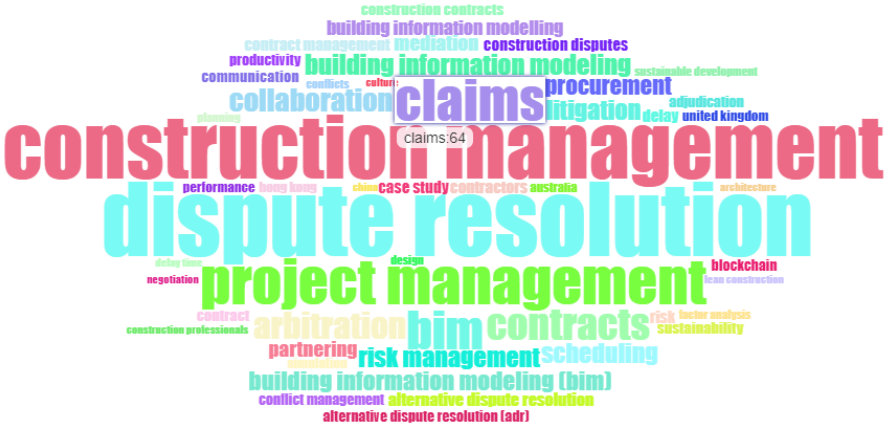 construction contracts
building information modelling
contract management mediation construction disputes
productivity building information modeling sustainable development
communication conflicts culture procurement
collaboration claims litigation adjudication
planning delay united kingdom
claims:64
construction management
performance hong kong china case study contractors australia architecture
dispute resolution
delay time design blockchain
negotiation project management lean construction
contract arbitration bim contracts risk factor analysis
construction professionals sustainability
partnering risk management scheduling
building information modeling (bim)
conflict management alternative dispute resolution
alternative dispute resolution (adr)